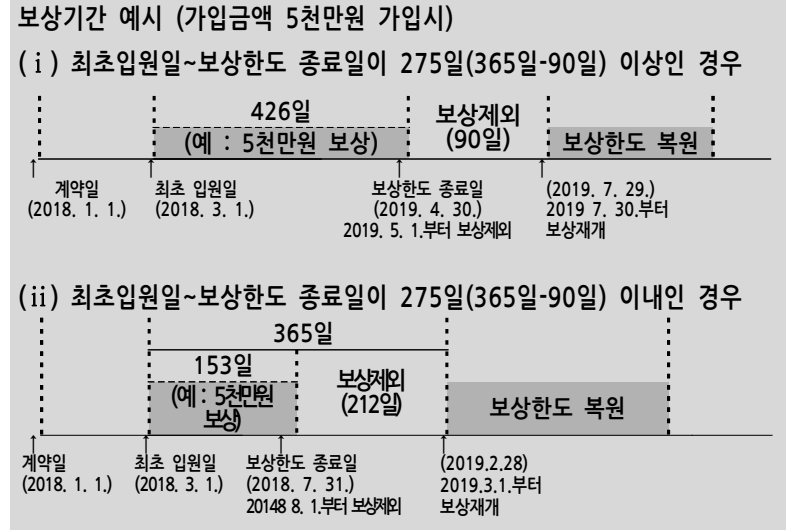 보상기간 예시 (가입금액 5천만원 가입시)
(ⅰ) 최초입원일~보상한도 종료일이 275일(365일-90일) 이상인 경우
426일
(예 : 5천만원 보상)
보상제외
(90일)
보상한도 복원
계약일
(2018. 1. 1.)
최초 입원일
(2018. 3. 1.)
보상한도 종료일
(2019. 4. 30.)
2019. 5. 1.부터 보상제외
(2019. 7. 29.)
2019 7. 30.부터
보상재개
(ⅱ) 최초입원일~보상한도 종료일이 275일(365일-90일) 이내인 경우
365일
153일
(예 : 5천만원
보상)
보상제외
(212일)
보상한도 복원
계약일
(2018. 1. 1.)
최초 입원일
(2018. 3. 1.)
보상한도 종료일
(2018. 7. 31.)
20148 8. 1.부터 보상제외
(2019.2.28)
2019.3.1.부터
보상재개